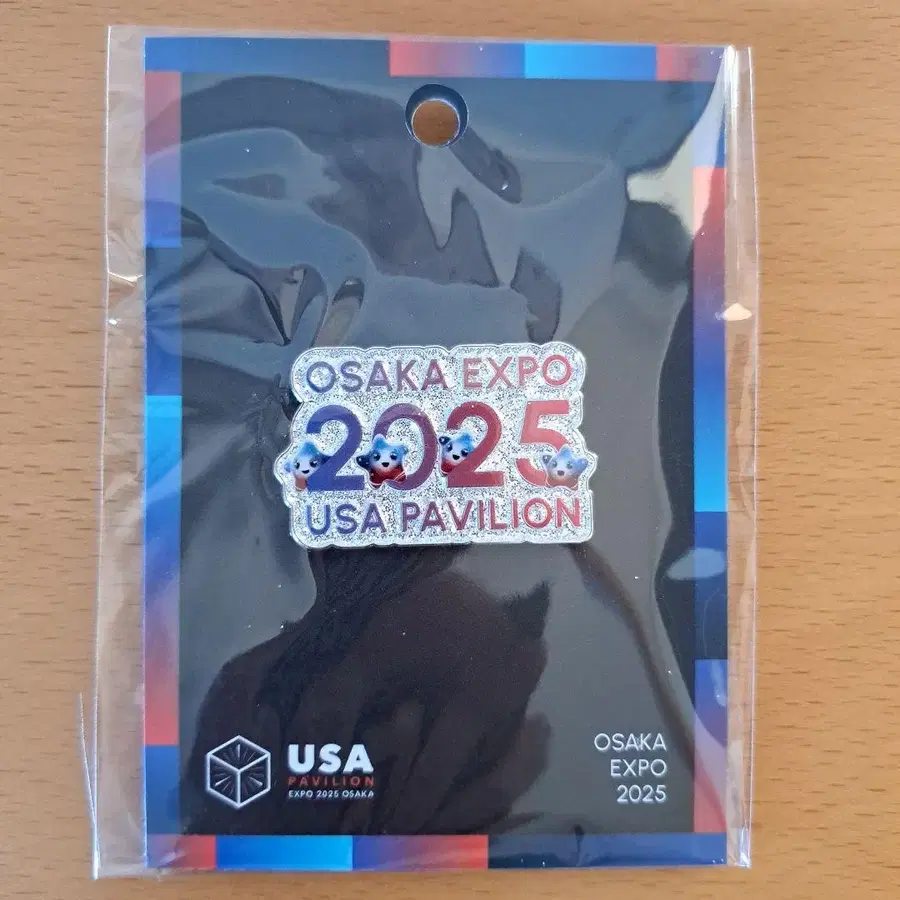 OSAKA EXPO
2025
USA PAVILION
USA
PAVILION
EXPO 2025 OSAKA
OSAKA
EXPO
2025